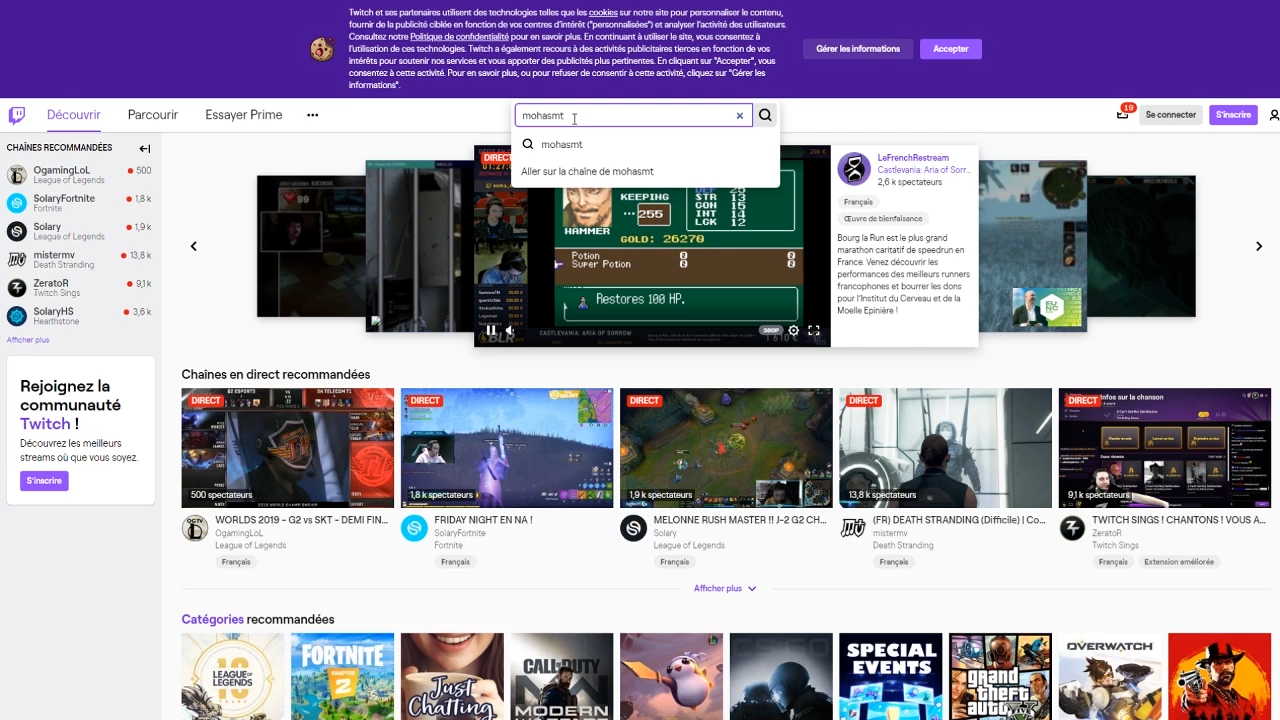 Twitch et ses partenaires utilisent des technologies telles que les cookies sur notre site pour personnaliser le contenu,
fournir de la publicité ciblée en fonction de vos centres d'intérêt ("personnalisées") et analyser l'activité des utilisateurs.
Consultez notre Politique de confidentialité pour en savoir plus. En continuant à utiliser le site, vous consentez à
l'utilisation de ces technologies. Twitch a également recours à des activités publicitaires tierces en fonction de vos
intérêts pour soutenir nos services et vous apporter des publicités plus pertinentes. En cliquant sur "Accepter", vous
consentez à cette activité. Pour en savoir plus, ou pour refuser de consentir à cette activité, cliquez sur "Gérer les
informations".
Gérer les informations
Accepter
Découvrir
Parcourir
Essayer Prime
mohasmt
19
Se connecter
S'inscrire
mohasmt
Aller sur la chaîne de mohasmt
CHAÎNES RECOMMANDÉES
OgamingLoL
500
League of Legends
SolaryFortnite
1,8 k
Fortnite
Solary
1,9 k
League of Legends
mistermv
13,8 k
Death Stranding
ZeratoR
9,1 k
Twitch Sings
SolaryHS
3,6 k
Hearthstone
Afficher plus
Rejoignez la
communauté
Twitch !
Découvrez les meilleurs
streams où que vous soyez.
S'inscrire
99
DIRECT
HAMMER
KEEPING
...255
STR 13
CON 15
INT 14
LCK 12
GOLD: 26270
Potion 0
Super Potion 0
Restores 100 HP.
CASTLEVANIA: ARIA OF SORROW
BLR
360P
LeFrenchRestream
Castlevania: Aria of Sorr...
2,6 k spectateurs
Français
Œuvre de bienfaisance
Bourg la Run est le plus grand
marathon caritatif de speedrun en
France. Venez découvrir les
performances des meilleurs runners
francophones et bourrer les dons
pour l'Institut du Cerveau et de la
Moelle Epinière !
Chaînes en direct recommandées
DIRECT
500 spectateurs
WORLDS 2019 - G2 vs SKT - DEMI FIN...
OgamingLoL
League of Legends
Français
DIRECT
1,8 k spectateurs
FRIDAY NIGHT EN NA !
SolaryFortnite
Fortnite
Français
DIRECT
1,9 k spectateurs
MELONNE RUSH MASTER !! J-2 G2 CH...
Solary
League of Legends
Français
DIRECT
13,8 k spectateurs
(FR) DEATH STRANDING (Difficile) | Co...
mistermv
Death Stranding
Français
DIRECT
Infos sur la chanson
9,1 k spectateurs
TWITCH SINGS ! CHANTONS ! VOUS A...
ZeratoR
Twitch Sings
Français
Extension améliorée
Afficher plus
Catégories recommandées
LEAGUE OF
LEGENDS
FORTNITE
CHAPTER
2
Just
Chatting
CALL OF DUTY
MODERN
SPECIAL
EVENTS
grand
theft
OVERWATCH